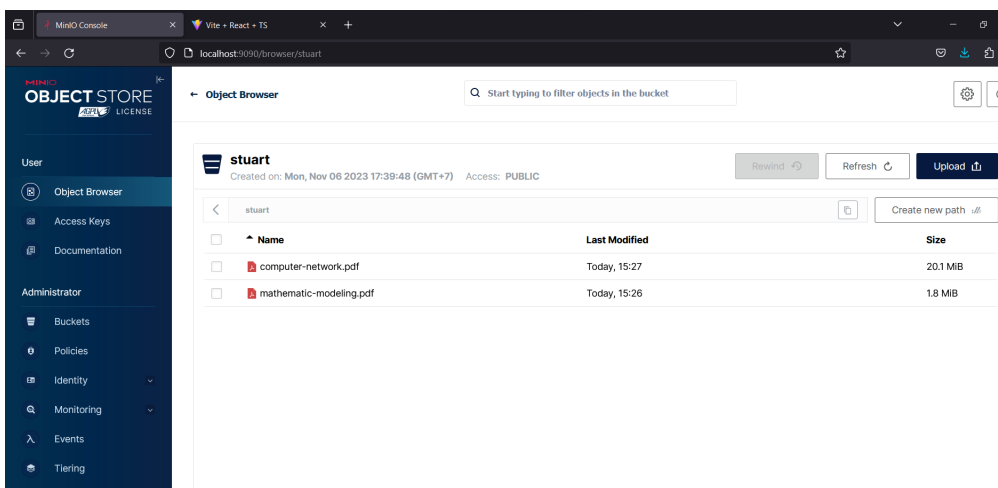 MinIO Console
Vite + React + TS
localhost:9090/browser/stuart
MINIO
OBJECT STORE
AGPLv3 LICENSE
User
Object Browser
Access Keys
Documentation
Administrator
Buckets
Policies
Identity
Monitoring
Events
Tiering
Object Browser
Start typing to filter objects in the bucket
stuart
Created on: Mon, Nov 06 2023 17:39:48 (GMT+7) Access: PUBLIC
Rewind
Refresh
Upload
stuart
Create new path
Name Last Modified Size
computer-network.pdf Today, 15:27 20.1 MiB
mathematic-modeling.pdf Today, 15:26 1.8 MiB